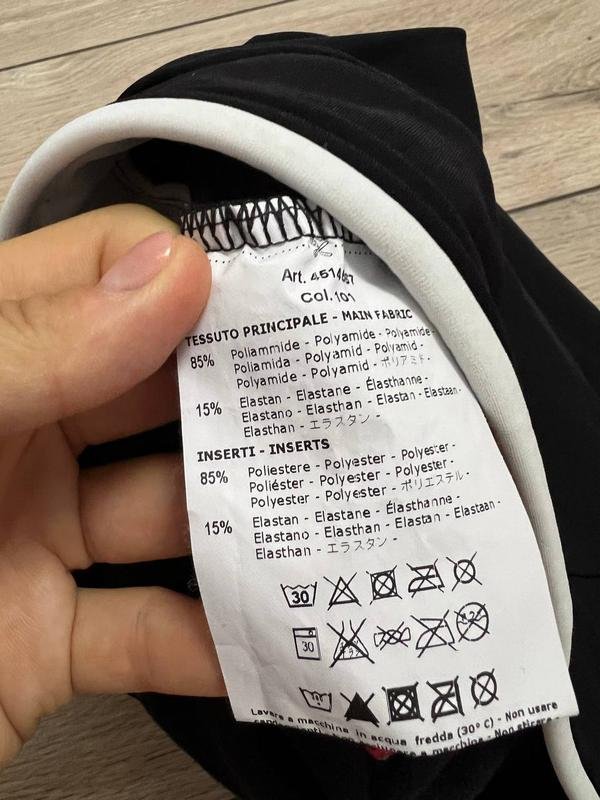 Art. 4514
Col.101
TESSUTO PRINCIPALE - MAIN FABRIC
85% Poliammide - Polyamide - Polyamide-
Poliamida - Polyamid - Polyamid -
Polyamide - Polyamid - ポリアミド -
15% Elastan - Elastane - Élasthanne -
Elastano - Elasthan - Elastan - Elastaan-
Elasthan - エラスタン -
INSERTI - INSERTS
85% Poliestere - Polyester - Polyester -
Poliéster - Polyester - Polyester -
Polyester - Polyester - ポリエステル -
15% Elastan - Elastane - Élasthanne -
Elastano - Elasthan - Elastan - Elastaan-
Elasthan - エラスタン -
30
30
Lavare a macchina in acqua fredda (30° C) - Non usare
a macchina - Non stirare -